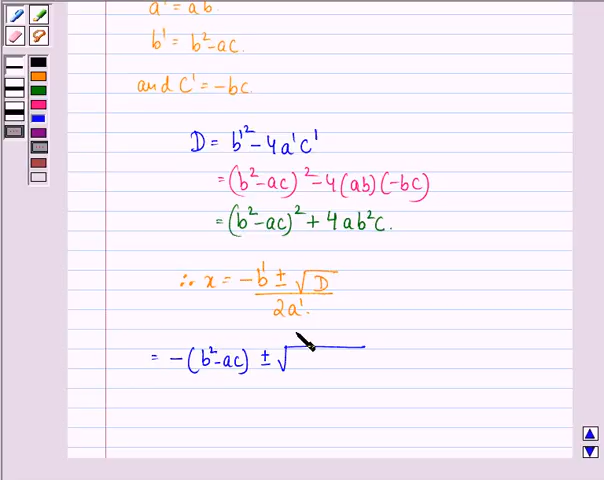 a' = ab.
b' = b²-ac.
and C' = -bc.
D = b'² - 4a'c'
= (b²-ac)² - 4(ab)(-bc)
= (b²-ac)² + 4ab²c.
∴ x = -b' ± √D
2a'.
= -(b²-ac) ± √